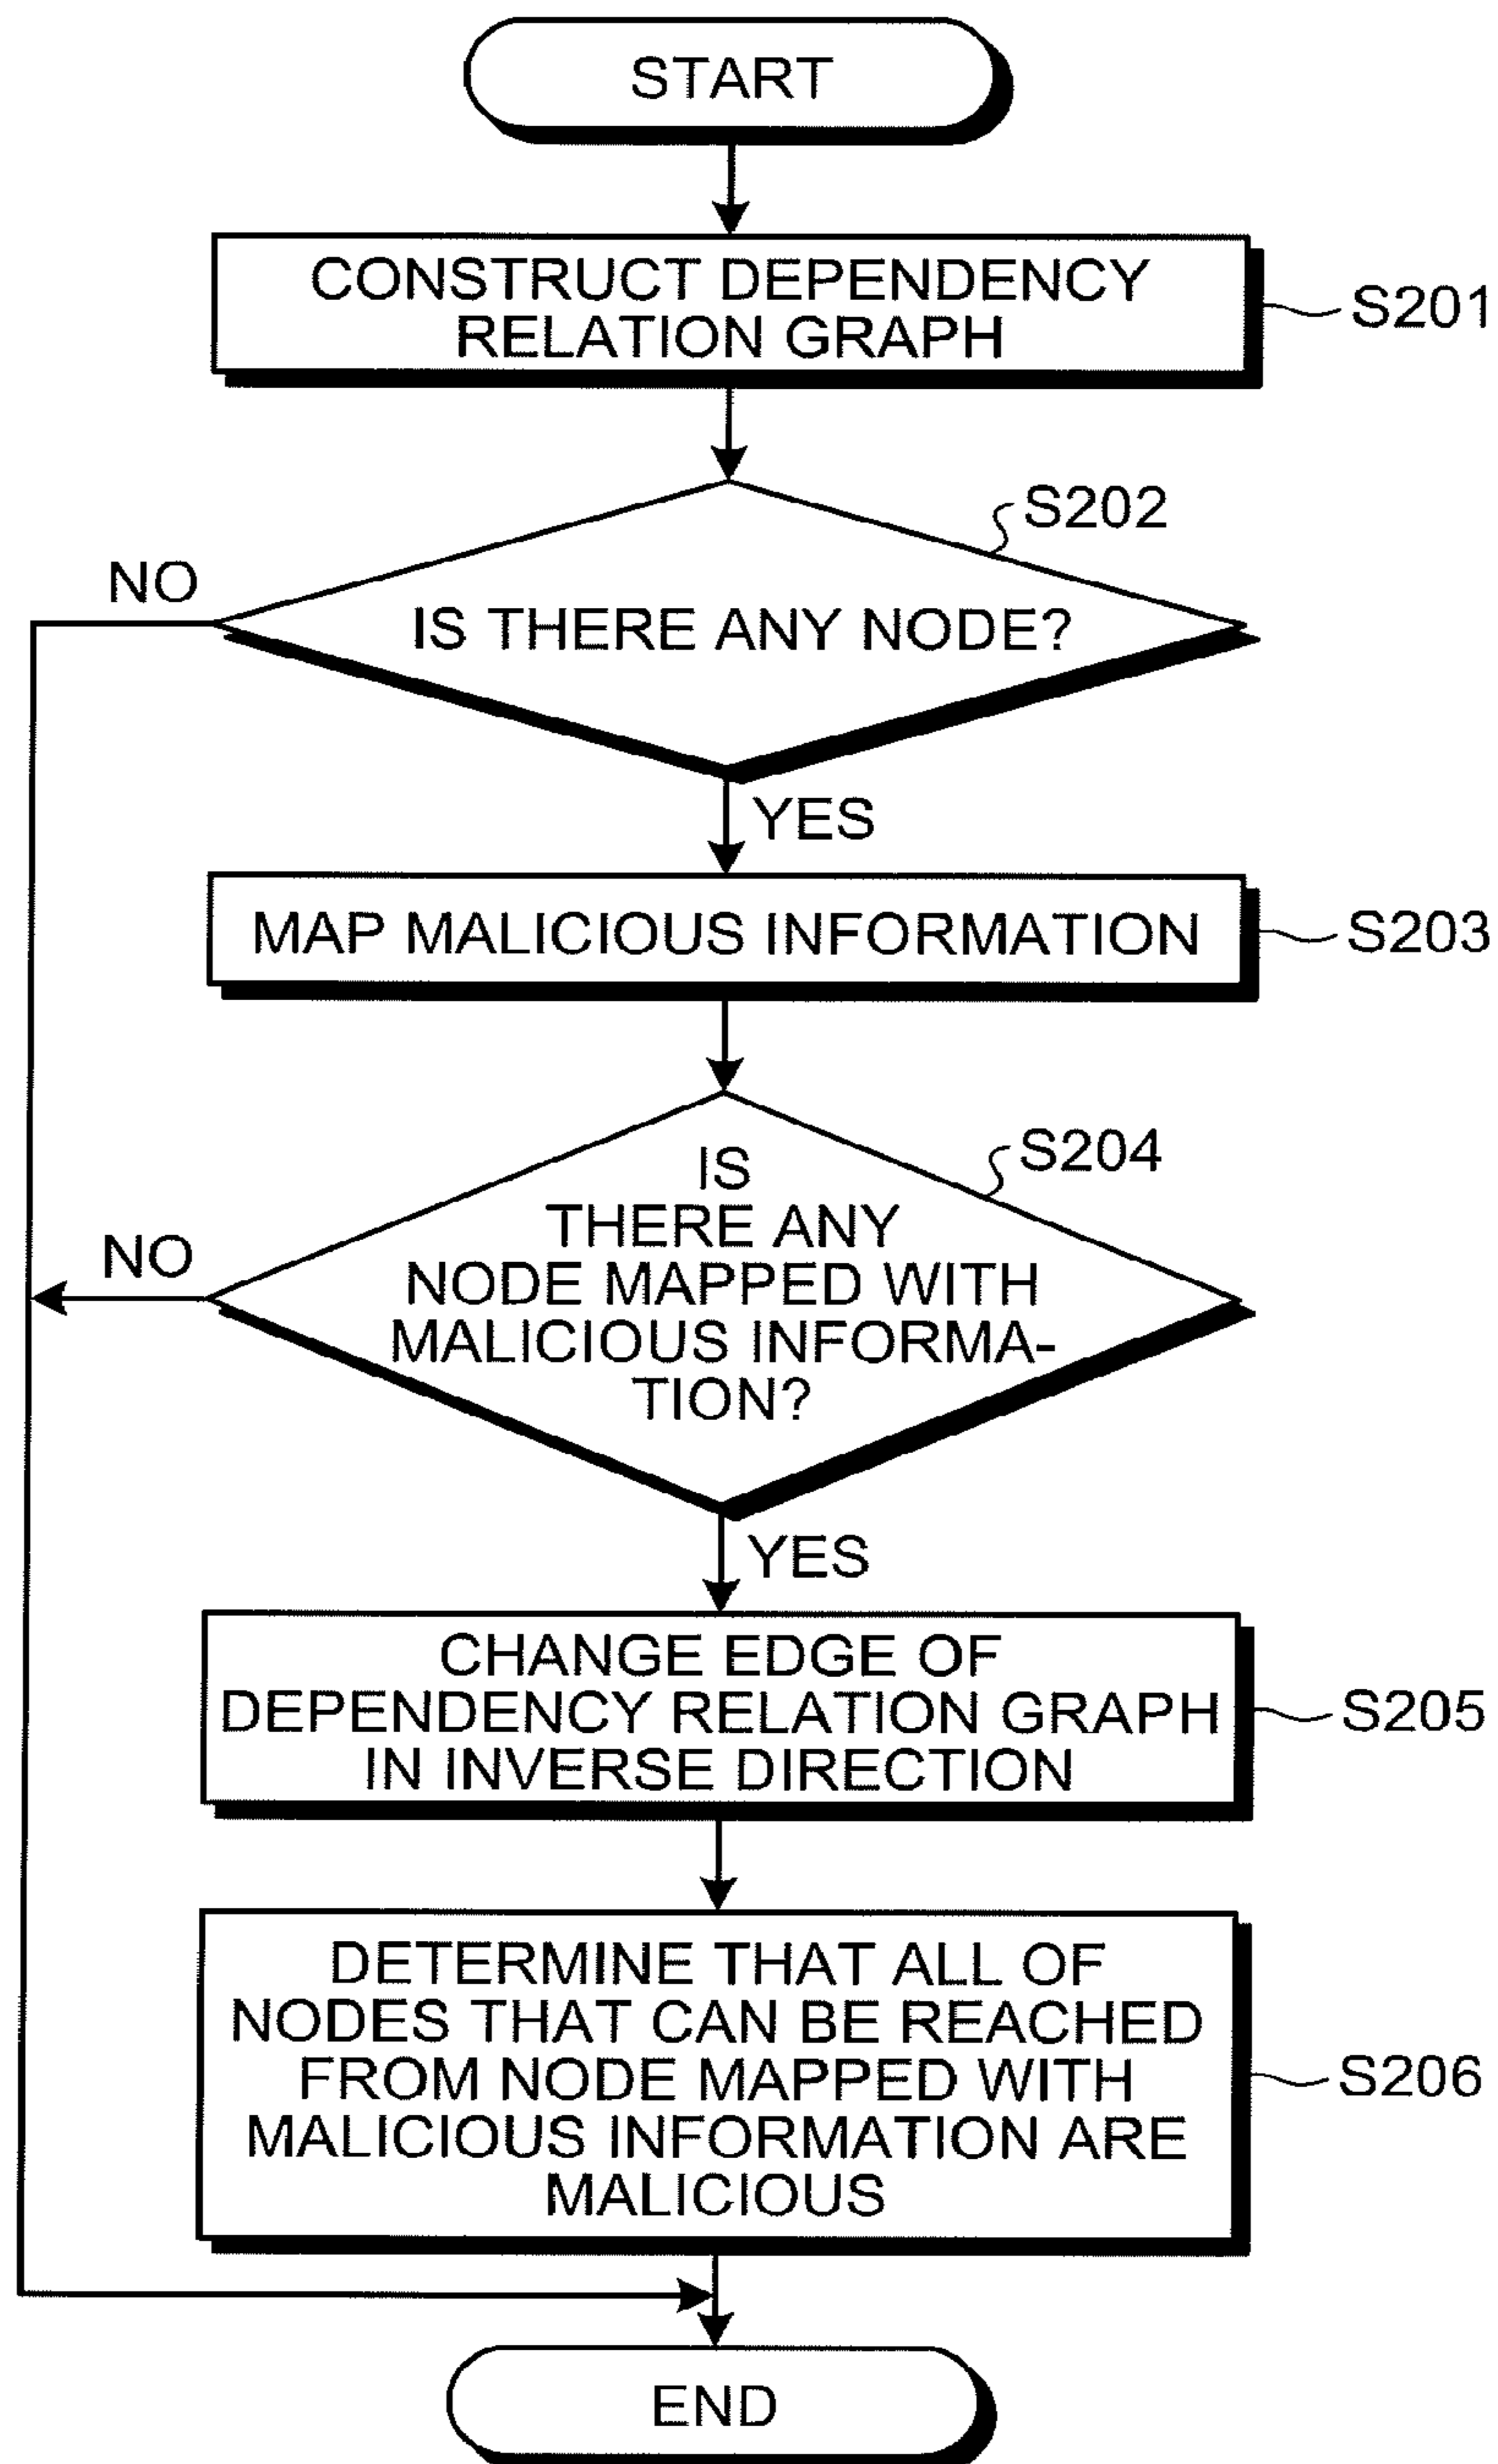 START
CONSTRUCT DEPENDENCY
RELATION GRAPH
S201
S202
NO
IS THERE ANY NODE?
YES
MAP MALICIOUS INFORMATION
S203
S204
IS
THERE ANY
NODE MAPPED WITH
MALICIOUS INFORMA-
TION?
NO
YES
CHANGE EDGE OF
DEPENDENCY RELATION GRAPH
IN INVERSE DIRECTION
S205
DETERMINE THAT ALL OF
NODES THAT CAN BE REACHED
FROM NODE MAPPED WITH
MALICIOUS INFORMATION ARE
MALICIOUS
S206
END